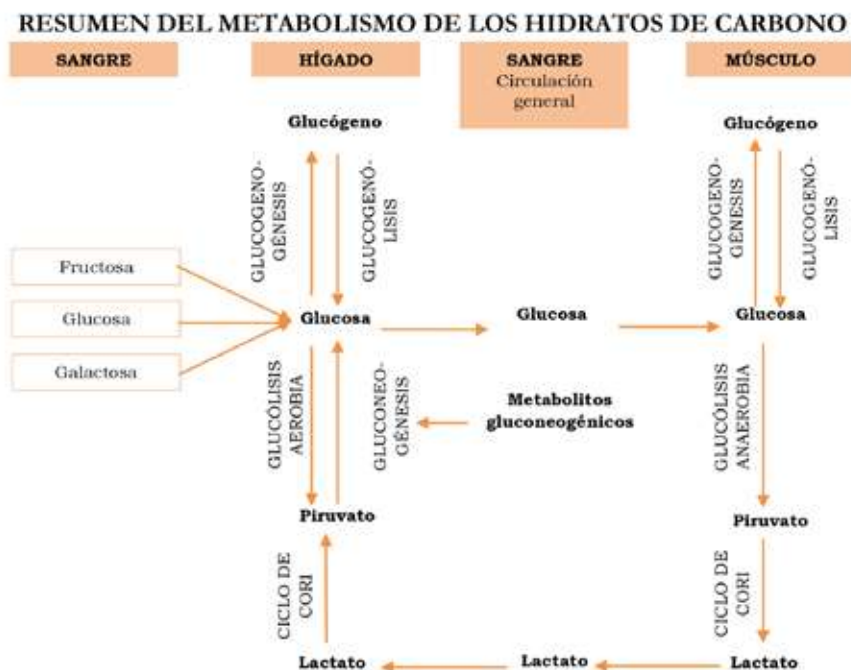 RESUMEN DEL METABOLISMO DE LOS HIDRATOS DE CARBONO
SANGRE
HÍGADO
SANGRE
Circulación
general
MÚSCULO
Glucógeno
Glucógeno
GLUCOGENO-
GÉNESIS
GLUCOGENÓ-
LISIS
GLUCOGENO-
GÉNESIS
GLUCOGENÓ-
LISIS
Fructosa
Glucosa
Galactosa
Glucosa
Glucosa
Glucosa
GLUCÓLISIS
AEROBIA
GLUCONEO-
GÉNESIS
Metabolitos
gluconeogénicos
GLUCÓLISIS
ANAEROBIA
Piruvato
Piruvato
CICLO DE
CORI
CICLO DE
CORI
Lactato
Lactato
Lactato